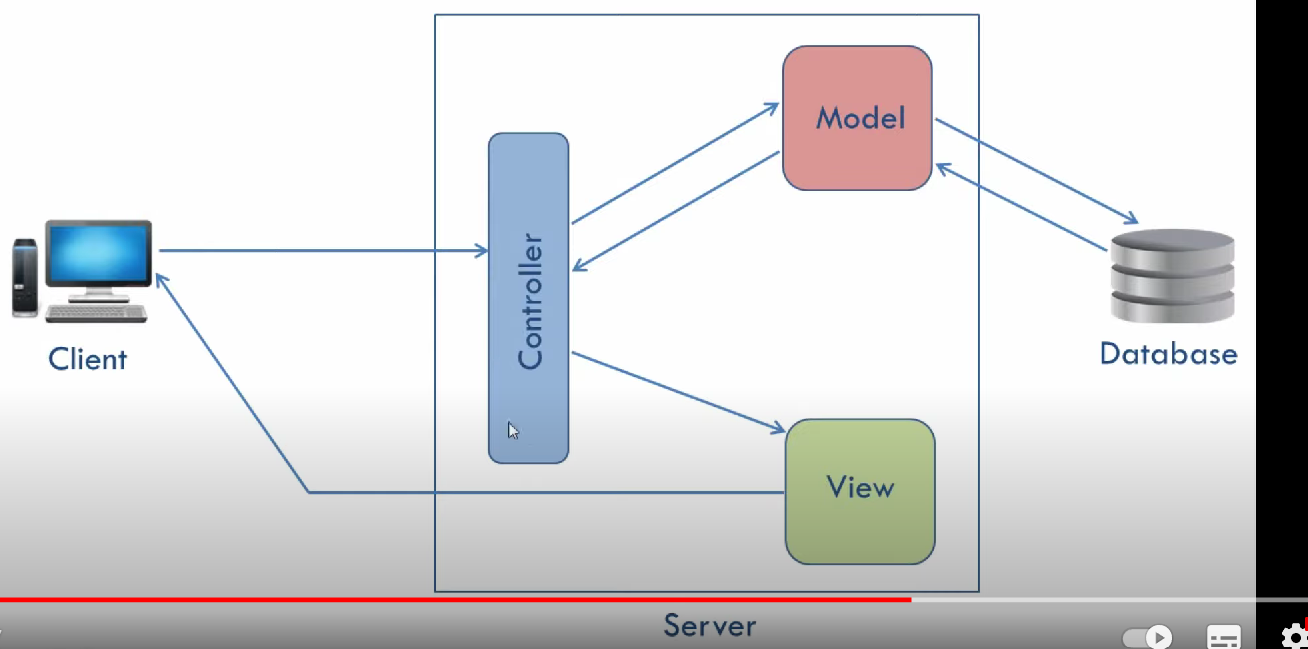 Model
Controller
Client
Database
View
Server